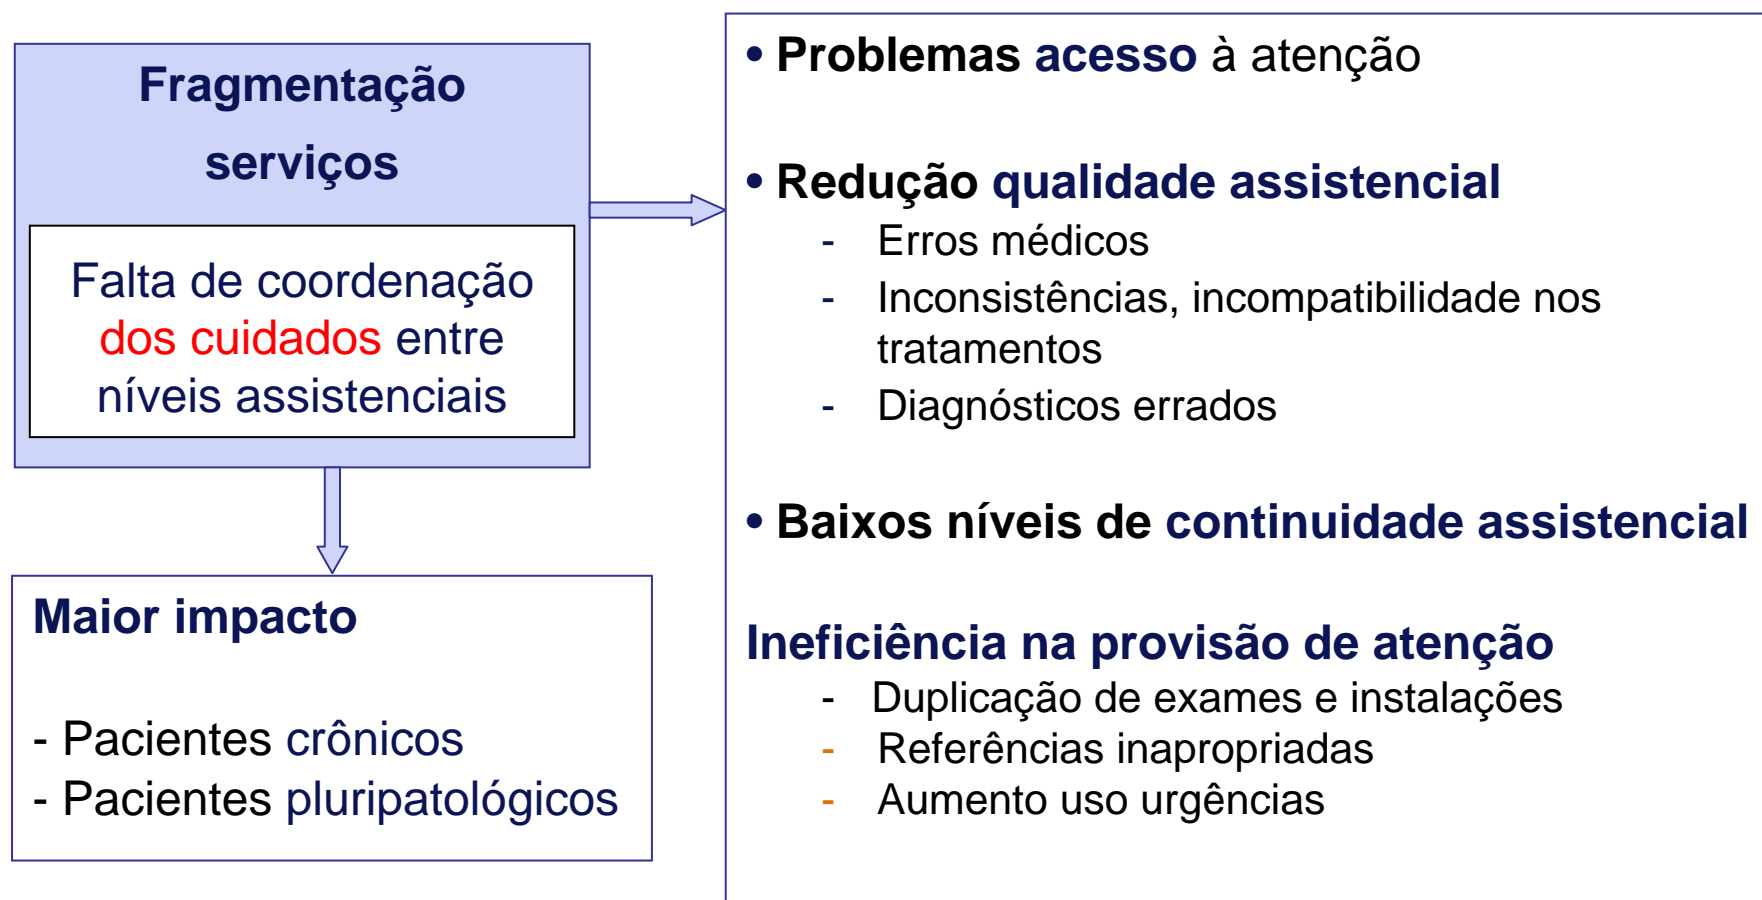 Fragmentação
serviços
Falta de coordenação
dos cuidados entre
níveis assistenciais
Maior impacto
- Pacientes crônicos
- Pacientes pluripatológicos
• Problemas acesso à atenção
• Redução qualidade assistencial
- Erros médicos
- Inconsistências, incompatibilidade nos
tratamentos
- Diagnósticos errados
• Baixos níveis de continuidade assistencial
Ineficiência na provisão de atenção
- Duplicação de exames e instalações
- Referências inapropriadas
- Aumento uso urgências